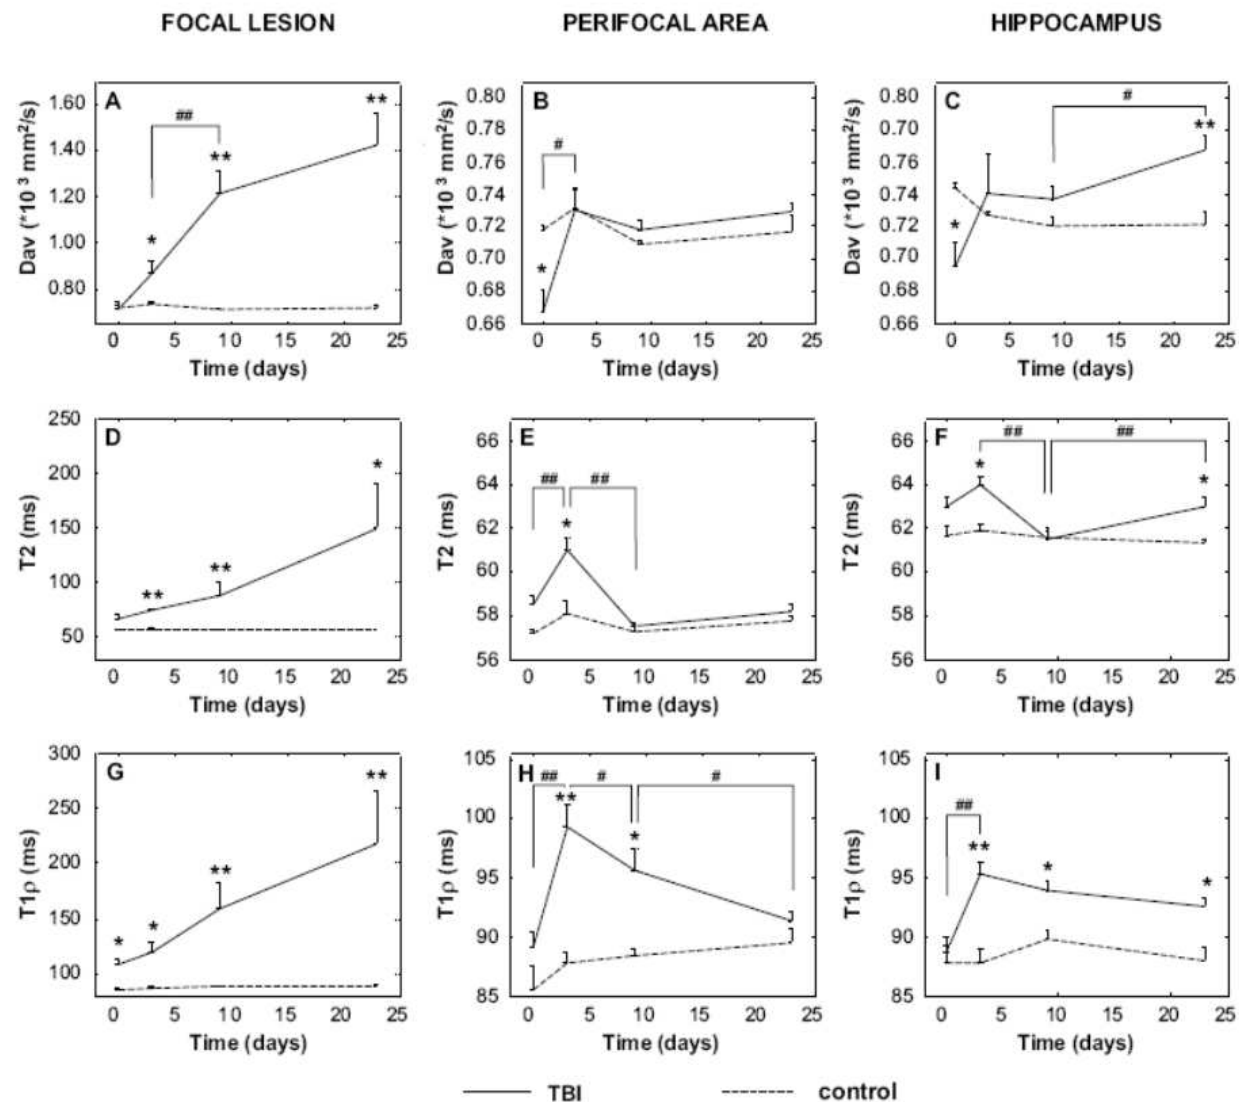 FOCAL LESION PERIFOCAL AREA HIPPOCAMPUS
A
Dav (*10 3 mm2/s)
1.60
1.40
1.20
1.00
0.80
##
*
**
**
0 5 10 15 20 25
Time (days)
B
Dav (*10 3 mm2/s)
0.80
0.78
0.76
0.74
0.72
0.70
0.68
0.66
#
*
0 5 10 15 20 25
Time (days)
C
Dav (*10 3 mm2/s)
0.80
0.70
0.76
0.74
0.72
0.70
0.68
0.66
#
*
**
0 5 10 15 20 25
Time (days)
D
T2 (ms)
250
200
150
100
50
**
**
*
0 5 10 15 20 25
Time (days)
E
T2 (ms)
66
64
62
60
58
56
## ##
*
0 5 10 15 20 25
Time (days)
F
T2 (ms)
66
64
62
60
58
56
## ##
*
*
0 5 10 15 20 25
Time (days)
G
T1ρ (ms)
300
250
200
150
100
*
*
**
**
0 5 10 15 20 25
Time (days)
H
T1ρ (ms)
105
100
95
90
85
## # #
**
*
0 5 10 15 20 25
Time (days)
I
T1ρ (ms)
105
100
95
90
85
##
**
*
*
0 5 10 15 20 25
Time (days)
TBI control